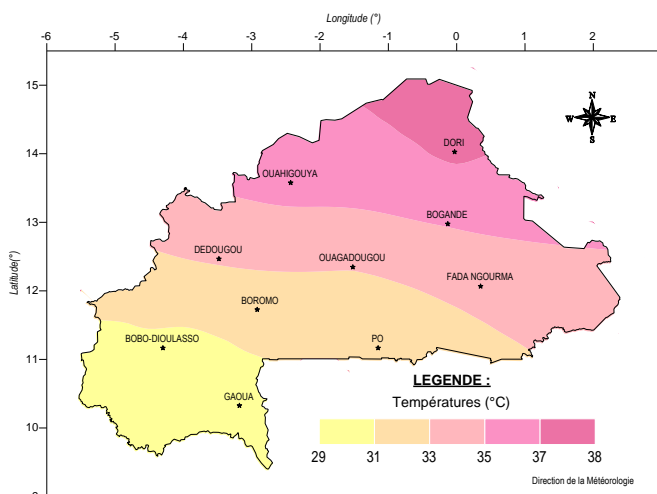 Longitude (°)
-6 -5 -4 -3 -2 -1 0 1 2
15
14
13
12
11
10
Latitude(°)
N
W E
S
DORI
OUAHIGOUYA
BOGANDE
DEDOUGOU
OUAGADOUGOU
FADA NGOURMA
BOROMO
BOBO-DIOULASSO
PO
GAOUA
LEGENDE :
Températures (°C)
29 31 33 35 37 38
Direction de la Météorologie